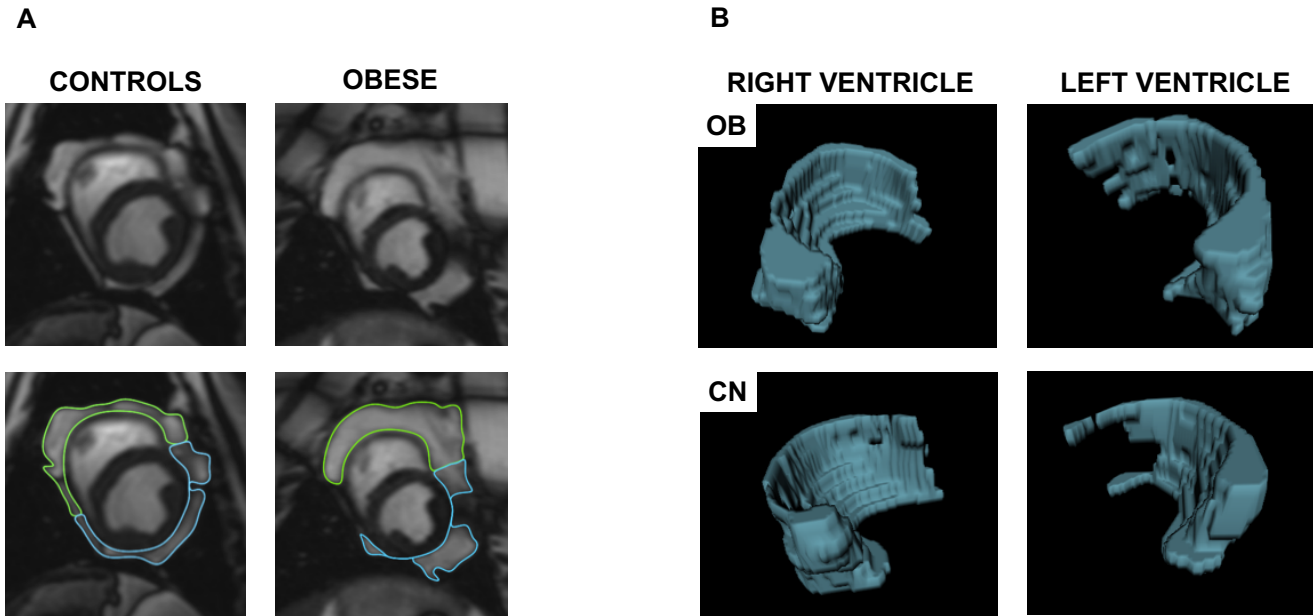 A
B
CONTROLS
OBESE
RIGHT VENTRICLE
LEFT VENTRICLE
OB
CN